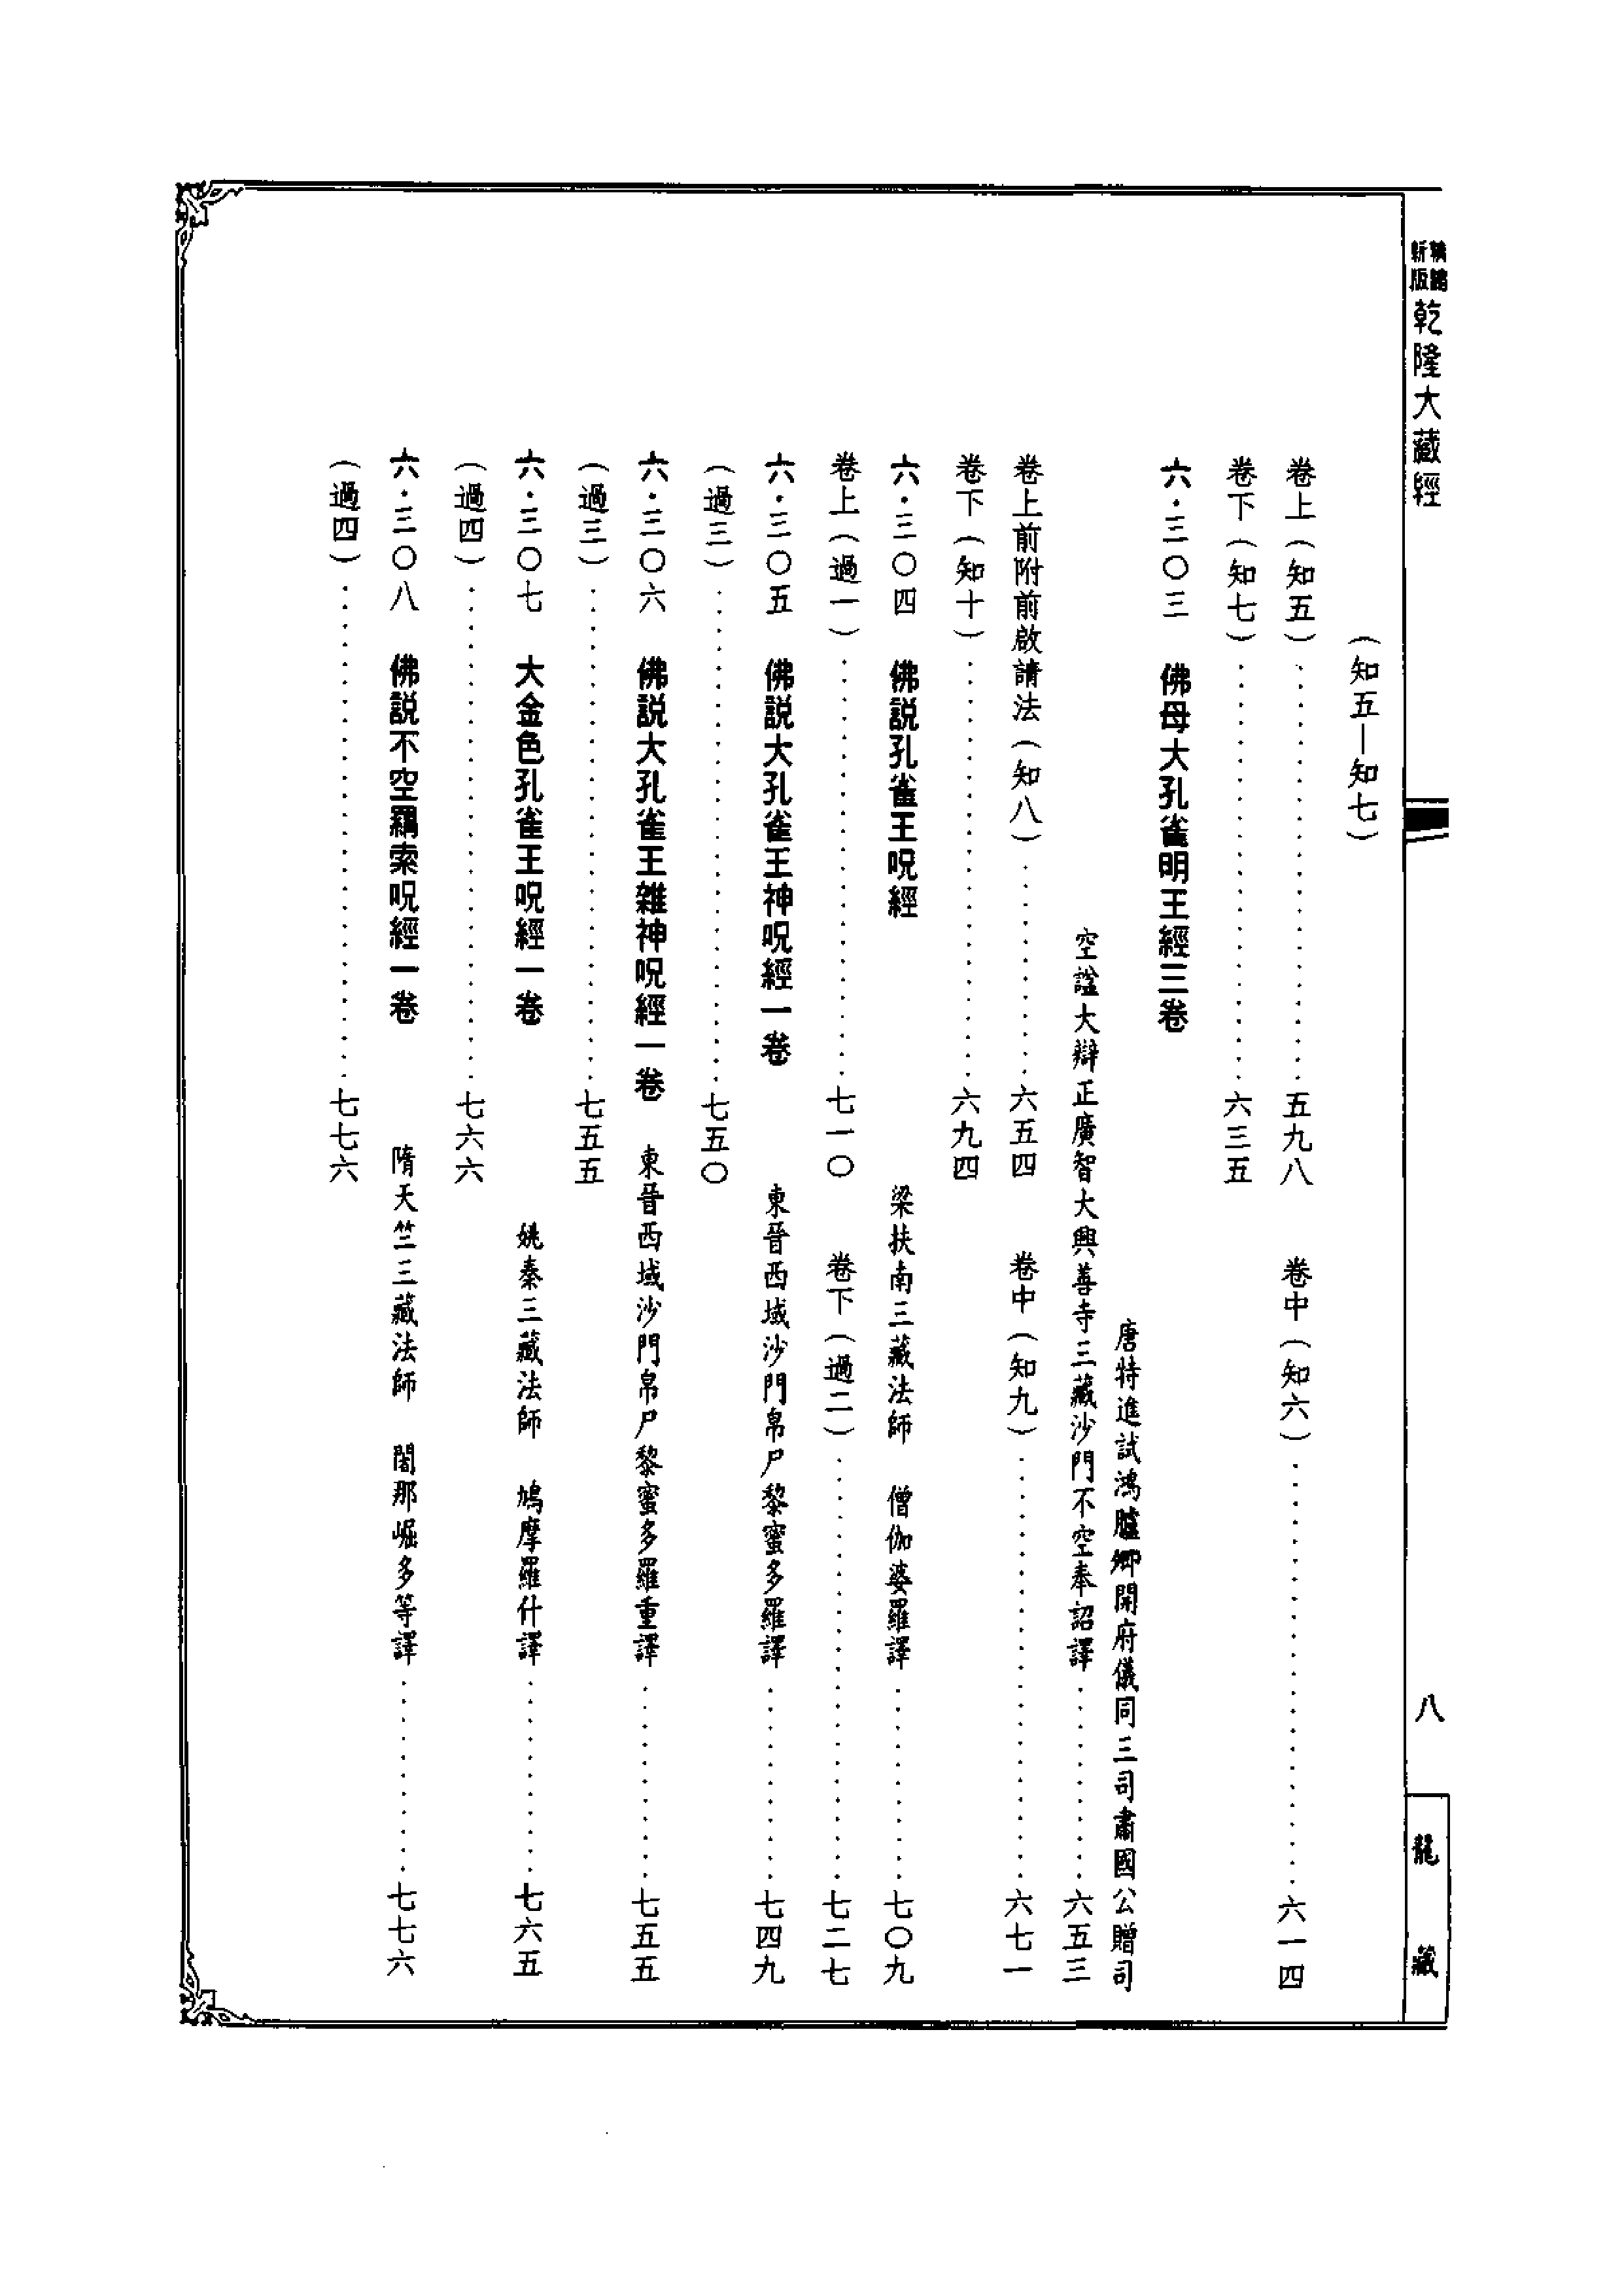 新版
乾隆大藏經
八
龍藏
（知五—知七）
卷上（知五）……五九八　卷中（知六）……六一四
卷下（知七）……六三五
六·三〇三　佛母大孔雀明王經三卷
唐特進試鴻臚卿開府儀同三司肅國公贈司
空諡大辯正廣智大興善寺三藏沙門不空奉詔譯……六五三
卷上前附前啟請法（知八）……六五四　卷中（知九）……六七一
卷下（知十）……六九四
六·三〇四　佛説孔雀王呪經　梁扶南三藏法師　僧伽婆羅譯……七〇九
卷上（過一）……七一〇　卷下（過二）……七二七
六·三〇五　佛説大孔雀王神呪經一卷　東晉西域沙門帛尸黎蜜多羅譯……七四九
（過三）……七五〇
六·三〇六　佛説大孔雀王雜神呪經一卷　東晉西域沙門帛尸黎蜜多羅重譯……七五五
（過三）……七五五
六·三〇七　大金色孔雀王呪經一卷　姚秦三藏法師　鳩摩羅什譯……七六五
（過四）……七六六
六·三〇八　佛説不空羂索呪經一卷　隋天竺三藏法師　闍那崛多等譯……七七六
（過四）……七七六